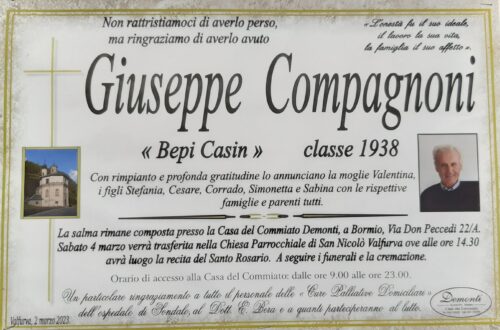 Non rattristiamoci di averlo perso,
ma ringraziamo di averlo avuto
« L'onestà fu il suo ideale,
il lavoro la sua vita,
la famiglia il suo affetto ».
Giuseppe Compagnoni
« Bepi Casin » classe 1938
Con rimpianto e profonda gratitudine lo annunciano la moglie Valentina,
i figli Stefania, Cesare, Corrado, Simonetta e Sabina con le rispettive
famiglie e parenti tutti.
La salma rimane composta presso la Casa del Commiato Demonti, a Bormio, Via Don Peccedi 22/A.
Sabato 4 marzo verrà trasferita nella Chiesa Parrocchiale di San Nicolò Valfurva ove alle ore 14.30
avrà luogo la recita del Santo Rosario. A seguire i funerali e la cremazione.
Orario di accesso alla Casa del Commiato: dalle ore 9.00 alle ore 23.00.
Un particolare ringraziamento a tutto il personale delle « Cure Palliative Domiciliari »
dell'ospedale di Sondalo, al Dott. E. Bera e a quanti parteciperanno al lutto.
Valfurva, 2 marzo 2023
Demonti